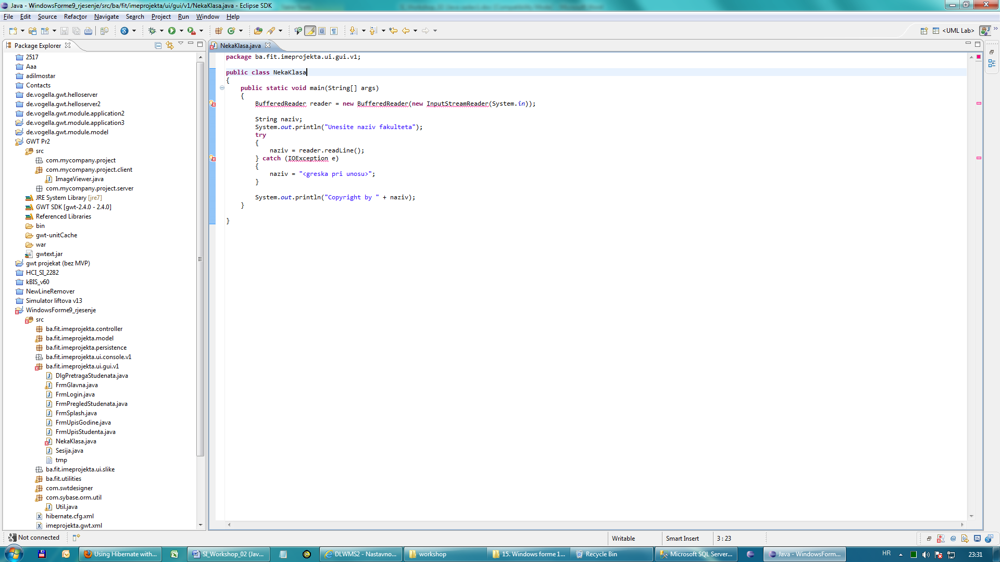 Java - WindowsForme9_rjesenje/src/ba/fit/imeprojekta/ui/gui/v1/NekaKlasa.java - Eclipse SDK
File Edit Source Refactor Navigate Search Project Run Window Help
<UML Lab>
Package Explorer
NekaKlasa.java
2517
Aaa
adilmostar
Contacts
de.vogella.gwt.helloserver
de.vogella.gwt.helloserver2
de.vogella.gwt.module.application2
de.vogella.gwt.module.application3
de.vogella.gwt.module.model
GWT Pr2
src
com.mycompany.project
com.mycompany.project.client
ImageViewer.java
com.mycompany.project.server
JRE System Library [jre7]
GWT SDK [gwt-2.4.0 - 2.4.0]
Referenced Libraries
bin
gwt-unitCache
war
gwtext.jar
gwt projekat (bez MVP)
HCI_SI_2282
kBIS_v60
NewLineRemover
Simulator liftova v13
WindowsForme9_rjesenje
src
ba.fit.imeprojekta.controller
ba.fit.imeprojekta.model
ba.fit.imeprojekta.persistence
ba.fit.imeprojekta.ui.console.v1
ba.fit.imeprojekta.ui.gui.v1
DlgPretragaStudenata.java
FrmGlavna.java
FrmLogin.java
FrmPregledStudenata.java
FrmSplash.java
FrmUpisGodine.java
FrmUpisStudenta.java
NekaKlasa.java
Sesija.java
tmp
ba.fit.imeprojekta.ui.slike
ba.fit.utilities
com.swtdesigner
com.sybase.orm.util
Util.java
hibernate.cfg.xml
imeprojekta.gwt.xml
package ba.fit.imeprojekta.ui.gui.v1;
public class NekaKlasa
{
public static void main(String[] args)
{
BufferedReader reader = new BufferedReader(new InputStreamReader(System.in));
String naziv;
System.out.println("Unesite naziv fakulteta");
try
{
naziv = reader.readLine();
} catch (IOException e)
{
naziv = "<greska pri unosu>";
}
System.out.println("Copyright by " + naziv);
}
}
Not connected
Writable
Smart Insert
3 : 23
Using Hibernate with...
SI_Workshop_02 (Jav...
DLWMS2 - Nastavno...
workshop
15. Windows forme 1...
Recycle Bin
Microsoft SQL Server...
Java - WindowsForm...
HR
23:31